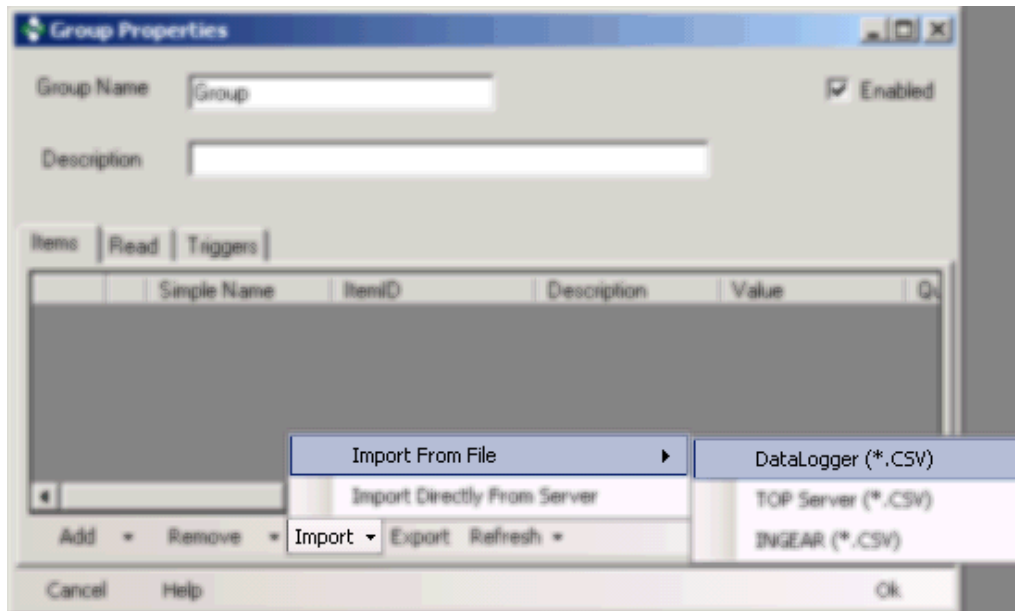 Group Properties
Group Name
Group
Enabled
Description
Items
Read
Triggers
Simple Name
ItemID
Description
Value
Qu
Import From File
DataLogger (*.CSV)
Import Directly From Server
TOP Server (*.CSV)
Add
Remove
Import
Export
Refresh
INGEAR (*.CSV)
Cancel
Help
Ok